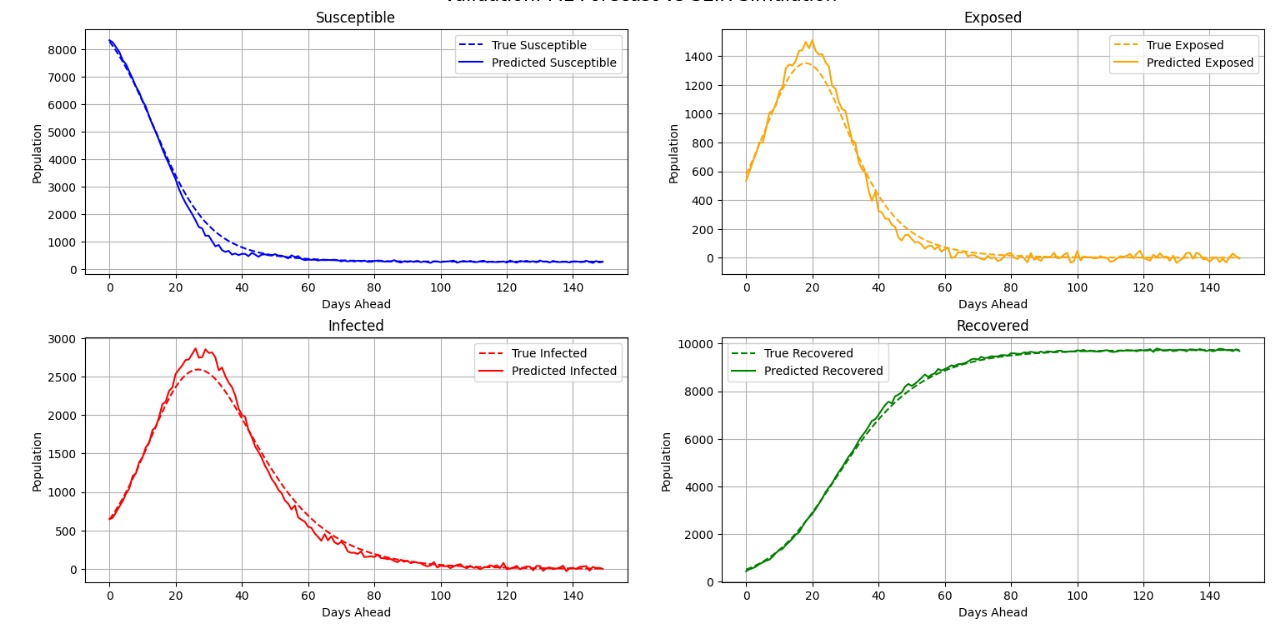 Susceptible
8000
7000
6000
5000
4000
3000
2000
1000
0
Population
True Susceptible
Predicted Susceptible
0 20 40 60 80 100 120 140
Days Ahead
Exposed
1400
1200
1000
800
600
400
200
0
Population
True Exposed
Predicted Exposed
0 20 40 60 80 100 120 140
Days Ahead
Infected
3000
2500
2000
1500
1000
500
0
Population
True Infected
Predicted Infected
0 20 40 60 80 100 120 140
Days Ahead
Recovered
10000
8000
6000
4000
2000
0
Population
True Recovered
Predicted Recovered
0 20 40 60 80 100 120 140
Days Ahead